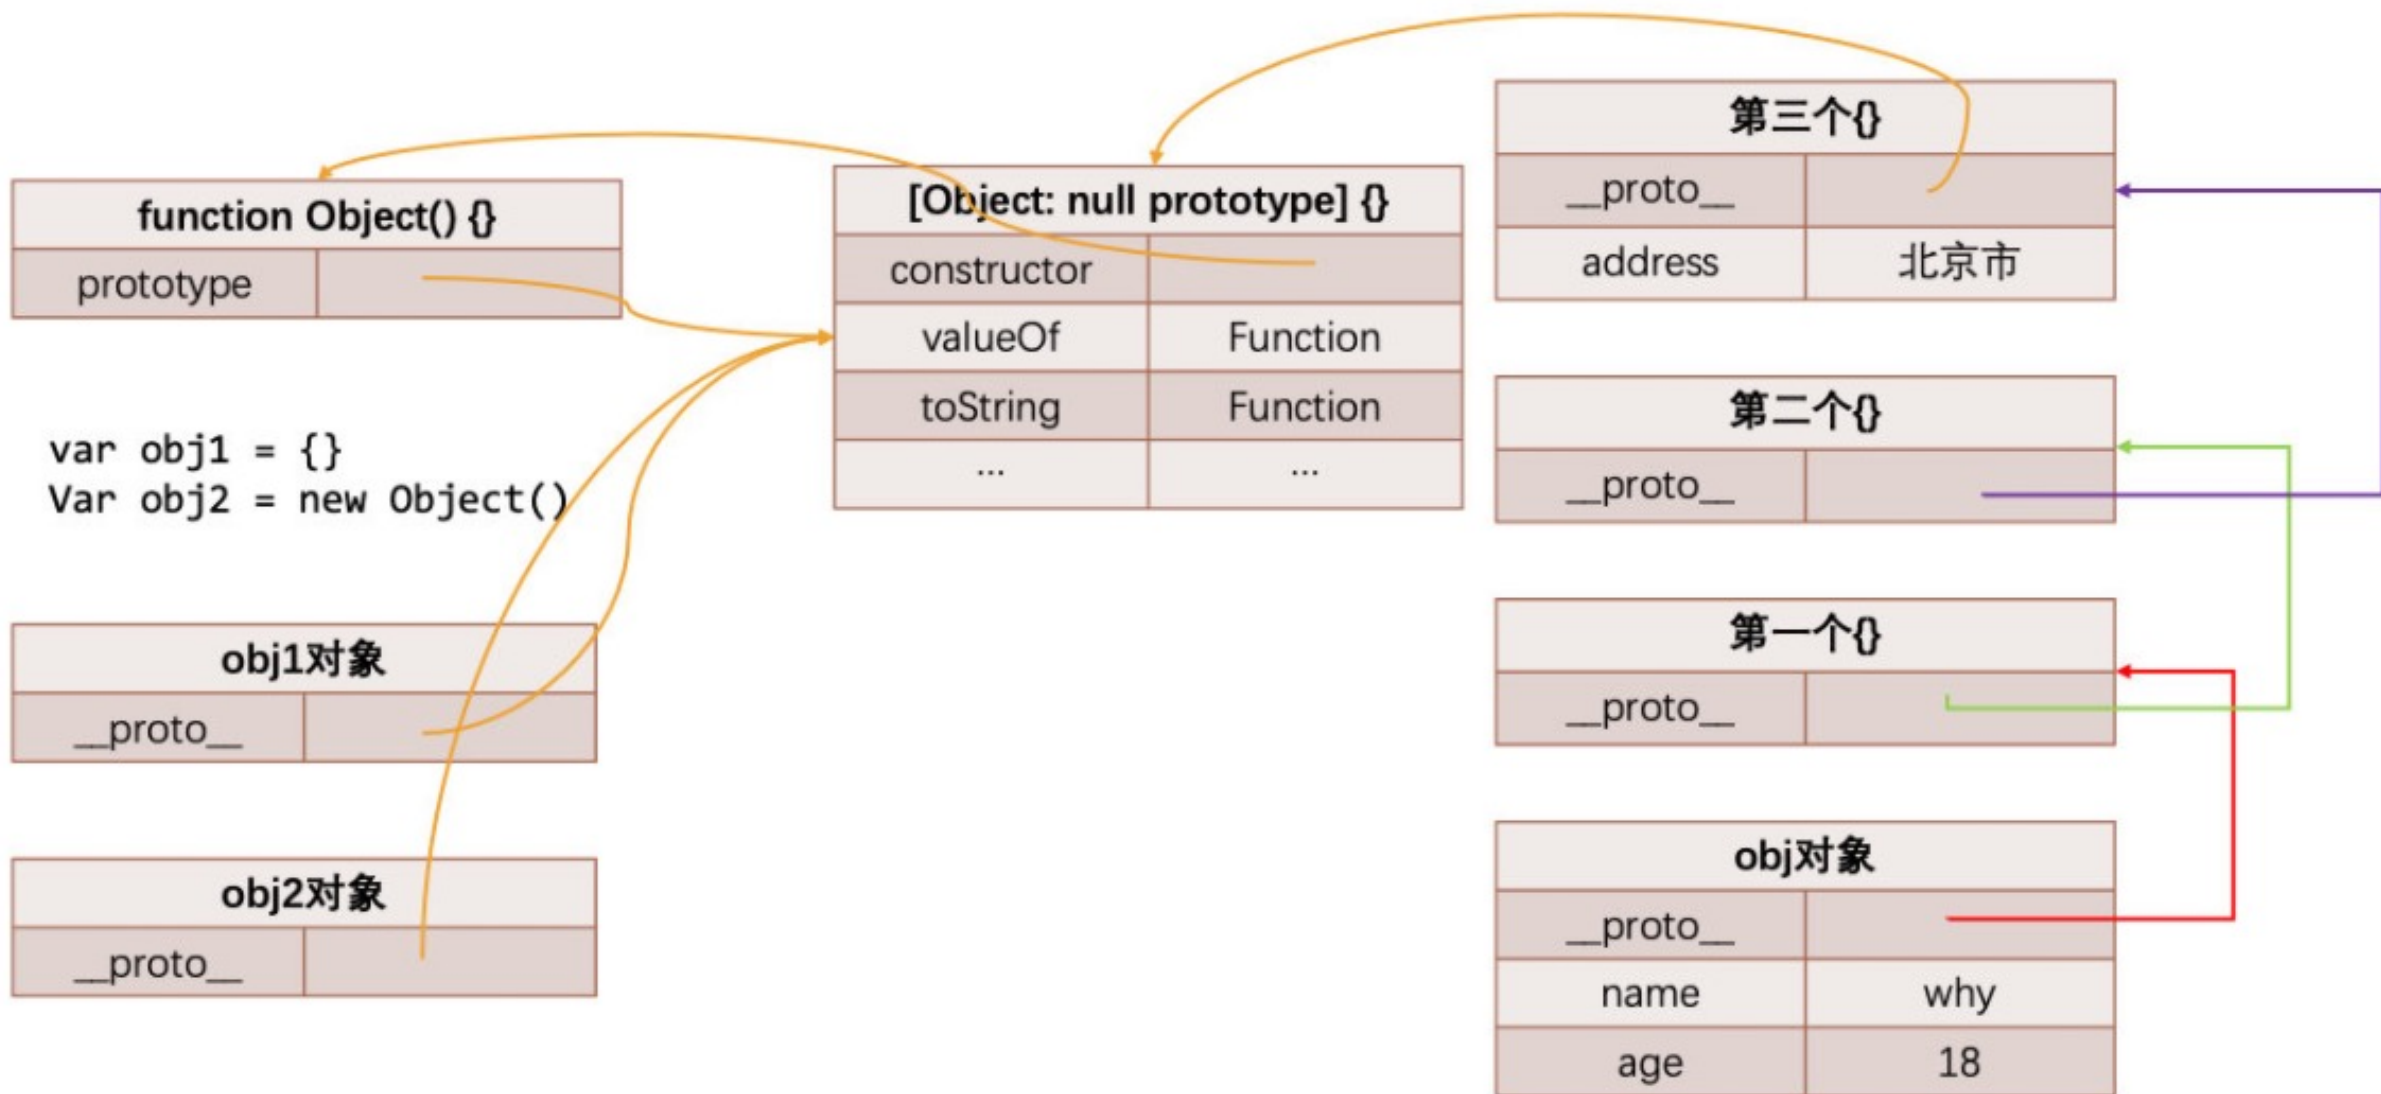 function Object() {}
prototype
var obj1 = {}
Var obj2 = new Object()
obj1对象
__proto__
obj2对象
__proto__
[Object: null prototype] {}
constructor
valueOf Function
toString Function
... ...
第三个{}
__proto__
address 北京市
第二个{}
__proto__
第一个{}
__proto__
obj对象
__proto__
name why
age 18